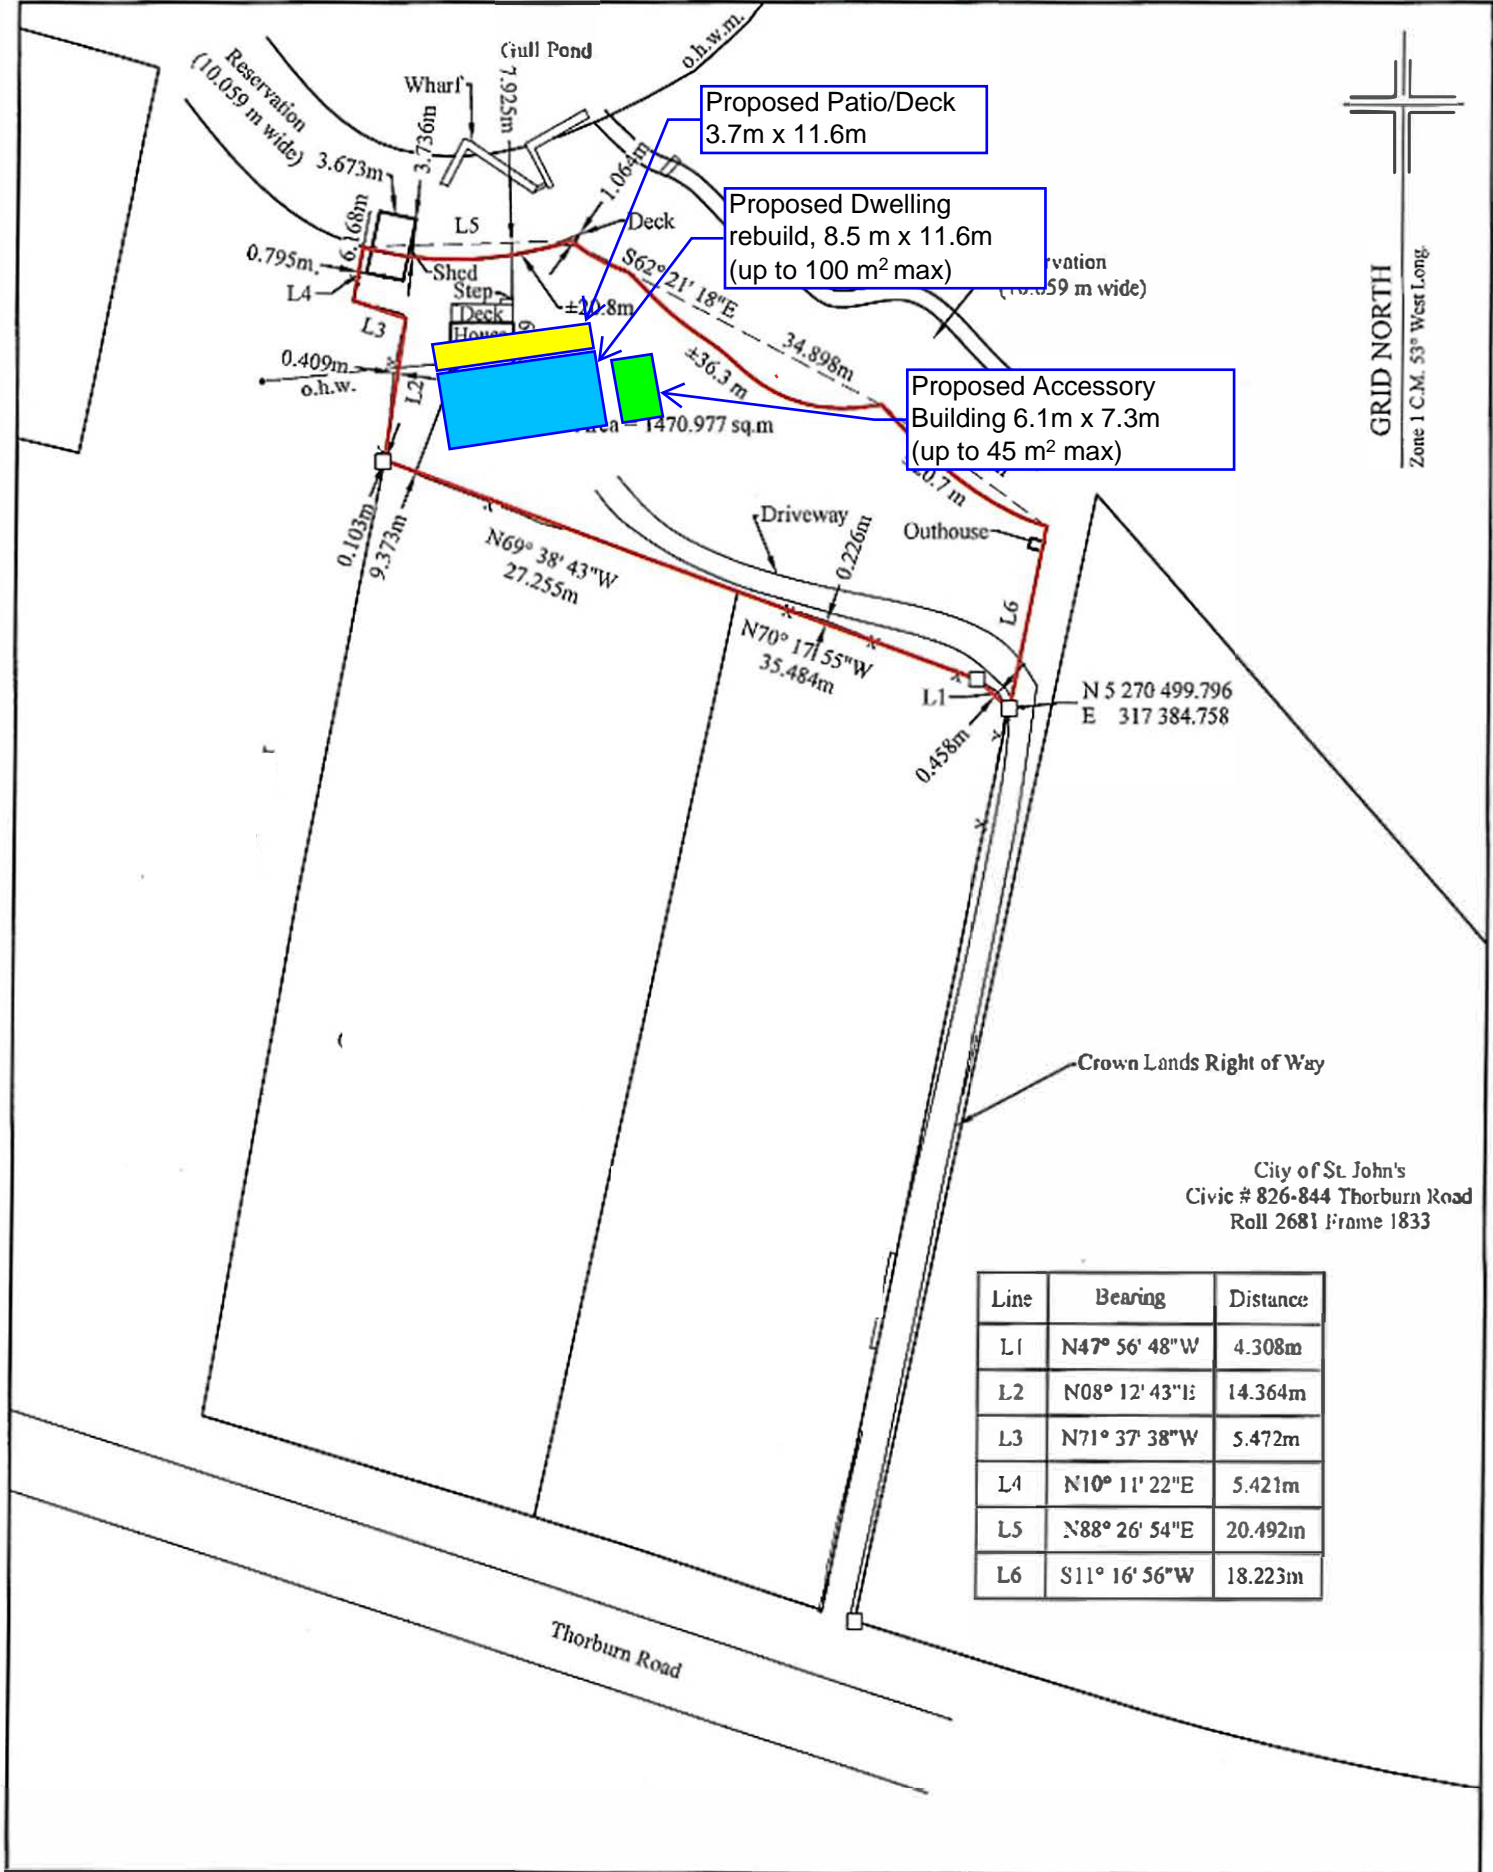 Gull Pond
o.h.w.m.
Reservation
(10.059 m wide)
Wharf
7.925m
3.736m
3.673m
1.064m
Proposed Patio/Deck
3.7m x 11.6m
Proposed Dwelling
rebuild, 8.5 m x 11.6m
(up to 100 m² max)
GRID NORTH
Zone 1 C.M. 53° West Long.
6.168m
L5
Deck
0.795m
Shed
L4
Step
Deck
House
±20.8m
S62° 21' 18"E
34.898m
±36.3 m
vation
59 m wide)
L3
0.409m
o.h.w.
L2
Proposed Accessory
Building 6.1m x 7.3m
(up to 45 m² max)
1470.977 sq.m
20.7 m
0.103m
9.373m
N69° 38' 43"W
27.255m
Driveway
0.226m
Outhouse
L6
N70° 17' 55"W
35.484m
L1
0.458m
N 5 270 499.796
E 317 384.758
Crown Lands Right of Way
City of St. John's
Civic # 826-844 Thorburn Road
Roll 2681 Frame 1833
Line Bearing Distance
L1 N47° 56' 48"W 4.308m
L2 N08° 12' 43"E 14.364m
L3 N71° 37' 38"W 5.472m
L4 N10° 11' 22"E 5.421m
L5 N88° 26' 54"E 20.492m
L6 S11° 16' 56"W 18.223m
Thorburn Road